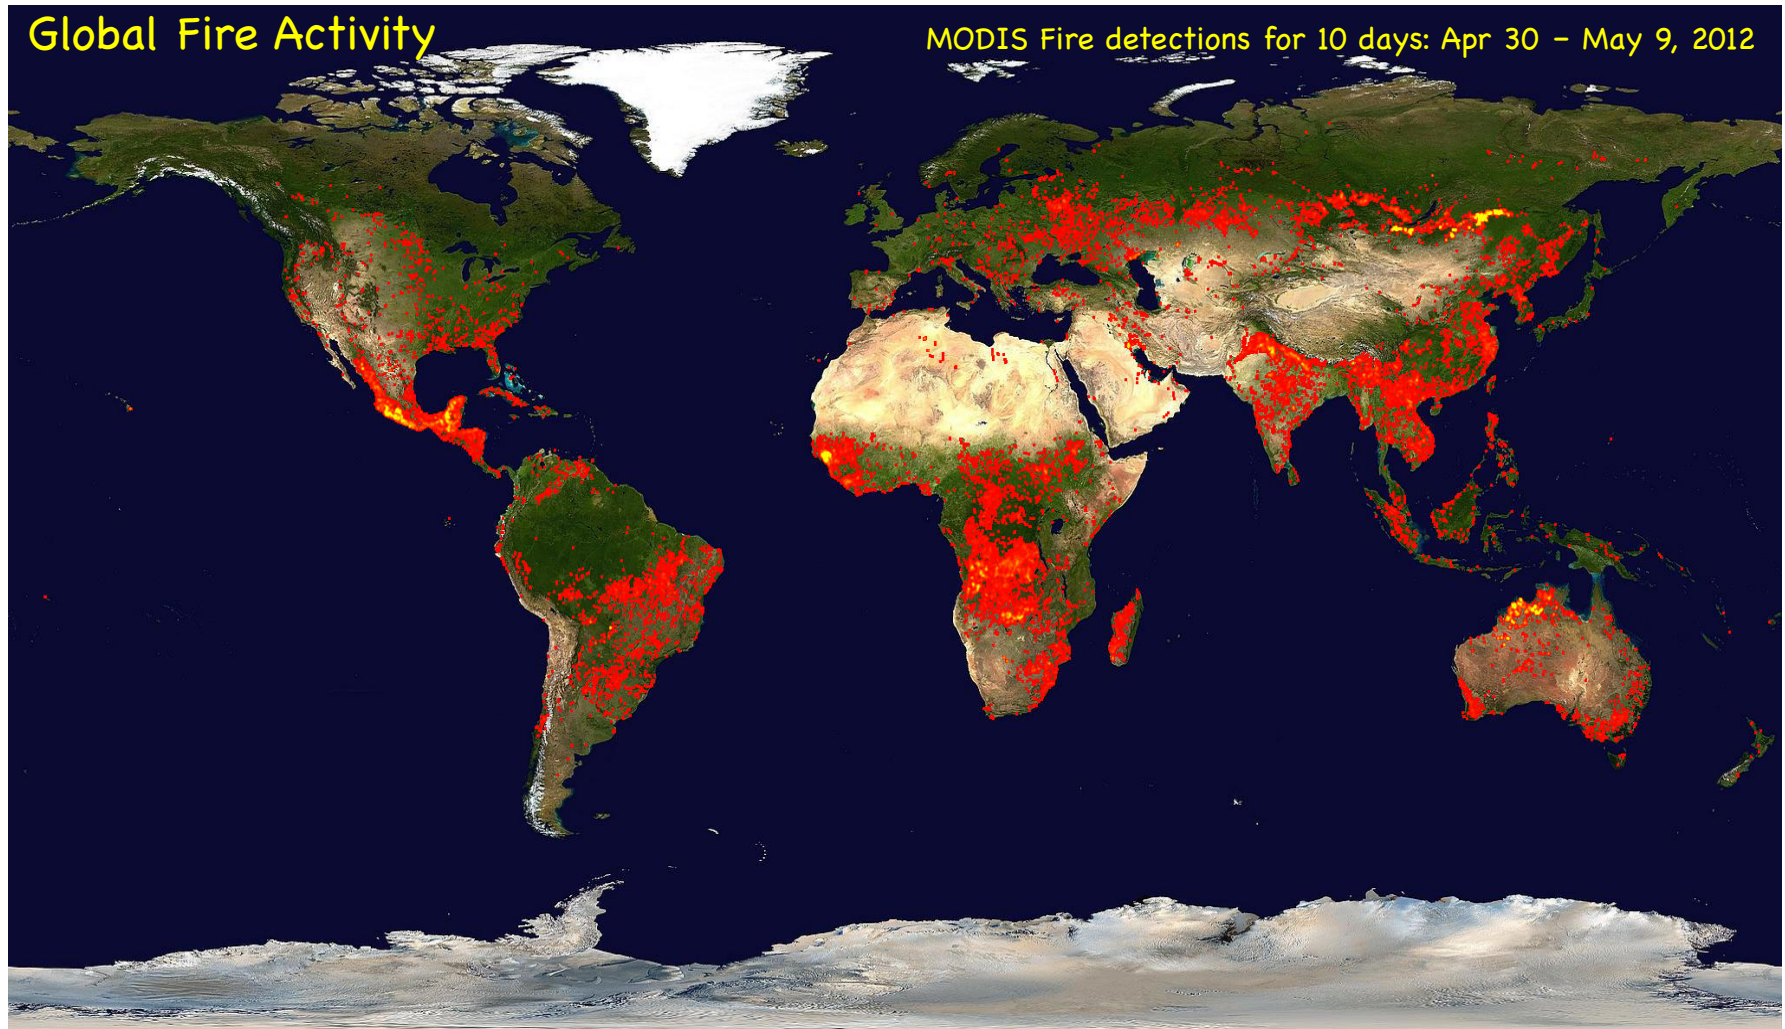 Global Fire Activity
MODIS Fire detections for 10 days: Apr 30 - May 9, 2012